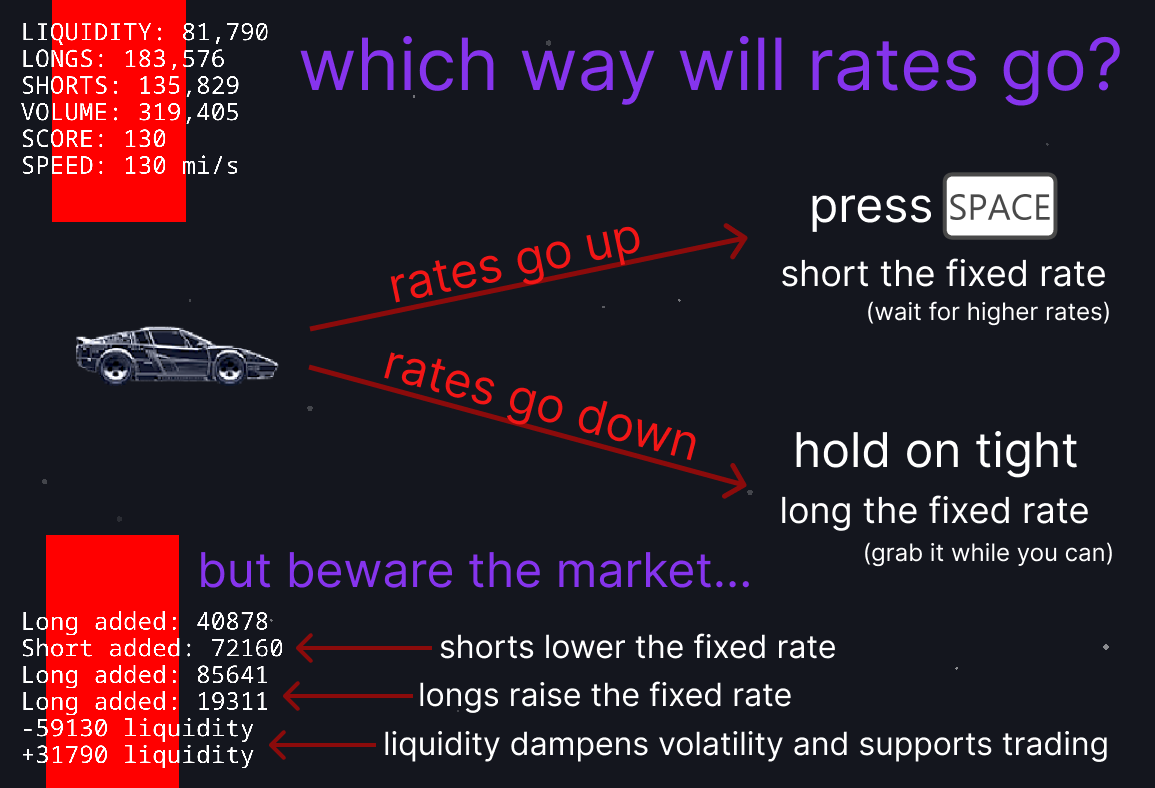 LIQUIDITY: 81,790
LONGS: 183,576
SHORTS: 135,829
VOLUME: 319,405
SCORE: 130
SPEED: 130 mi/s
which way will rates go?
press SPACE
short the fixed rate
(wait for higher rates)
rates go up
rates go down
hold on tight
long the fixed rate
(grab it while you can)
but beware the market...
Long added: 40878
Short added: 72160
shorts lower the fixed rate
Long added: 85641
Long added: 19311
longs raise the fixed rate
-59130 liquidity
+31790 liquidity
liquidity dampens volatility and supports trading